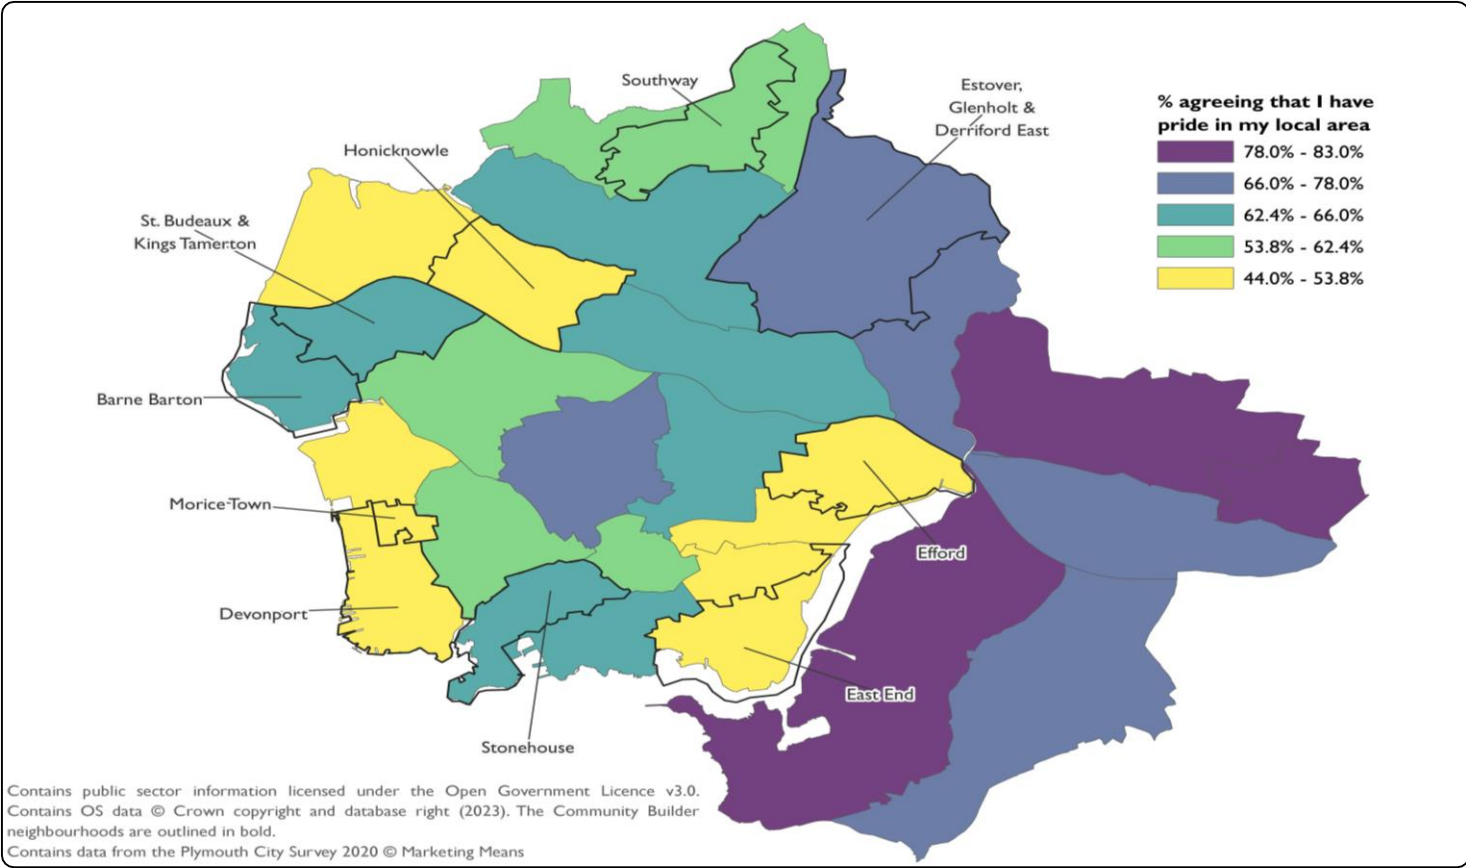 Southway
Estover,
Glenholt &
Derriford East
% agreeing that I have
pride in my local area
78.0% - 83.0%
66.0% - 78.0%
62.4% - 66.0%
53.8% - 62.4%
44.0% - 53.8%
Honicknowle
St. Budeaux &
Kings Tamerton
Barne Barton
Morice-Town
Efford
Devonport
East End
Stonehouse
Contains public sector information licensed under the Open Government Licence v3.0.
Contains OS data © Crown copyright and database right (2023). The Community Builder
neighbourhoods are outlined in bold.
Contains data from the Plymouth City Survey 2020 © Marketing Means